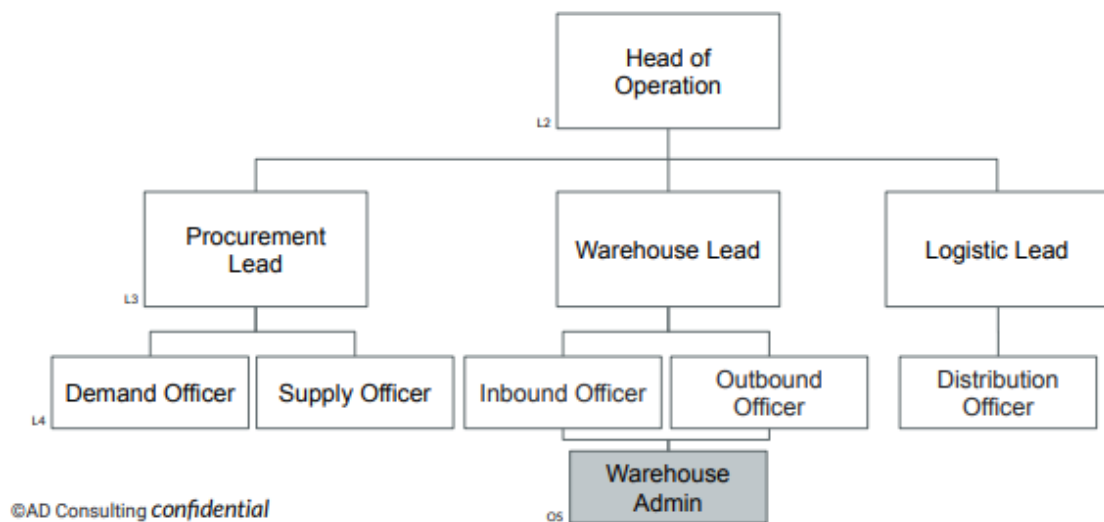 Head of
Operation
L2
Procurement
Lead
L3
Warehouse Lead
Logistic Lead
Demand Officer
L4
Supply Officer
Inbound Officer
Outbound
Officer
Distribution
Officer
Warehouse
Admin
OS
©AD Consulting confidential